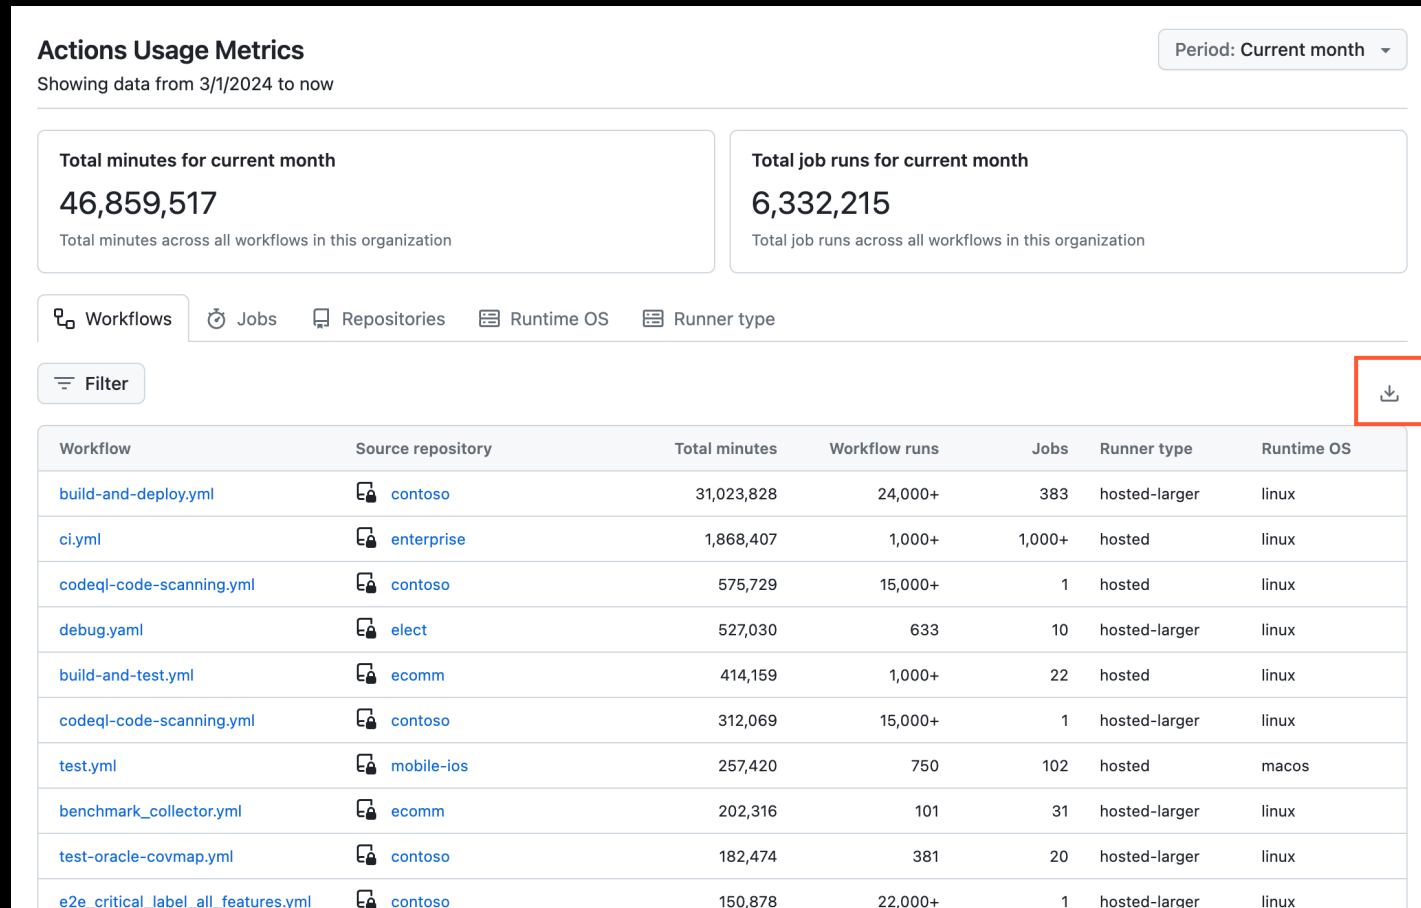 Actions Usage Metrics
Period: Current month
Showing data from 3/1/2024 to now
Total minutes for current month
46,859,517
Total minutes across all workflows in this organization
Total job runs for current month
6,332,215
Total job runs across all workflows in this organization
Workflows Jobs Repositories Runtime OS Runner type
Filter
Workflow Source repository Total minutes Workflow runs Jobs Runner type Runtime OS
build-and-deploy.yml contoso 31,023,828 24,000+ 383 hosted-larger linux
ci.yml enterprise 1,868,407 1,000+ 1,000+ hosted linux
codeql-code-scanning.yml contoso 575,729 15,000+ 1 hosted linux
debug.yaml elect 527,030 633 10 hosted-larger linux
build-and-test.yml ecomm 414,159 1,000+ 22 hosted linux
codeql-code-scanning.yml contoso 312,069 15,000+ 1 hosted-larger linux
test.yml mobile-ios 257,420 750 102 hosted macos
benchmark_collector.yml ecomm 202,316 101 31 hosted-larger linux
test-oracle-covmap.yml contoso 182,474 381 20 hosted-larger linux
e2e_critical_label_all_features.yml contoso 150,878 22,000+ 1 hosted-larger linux